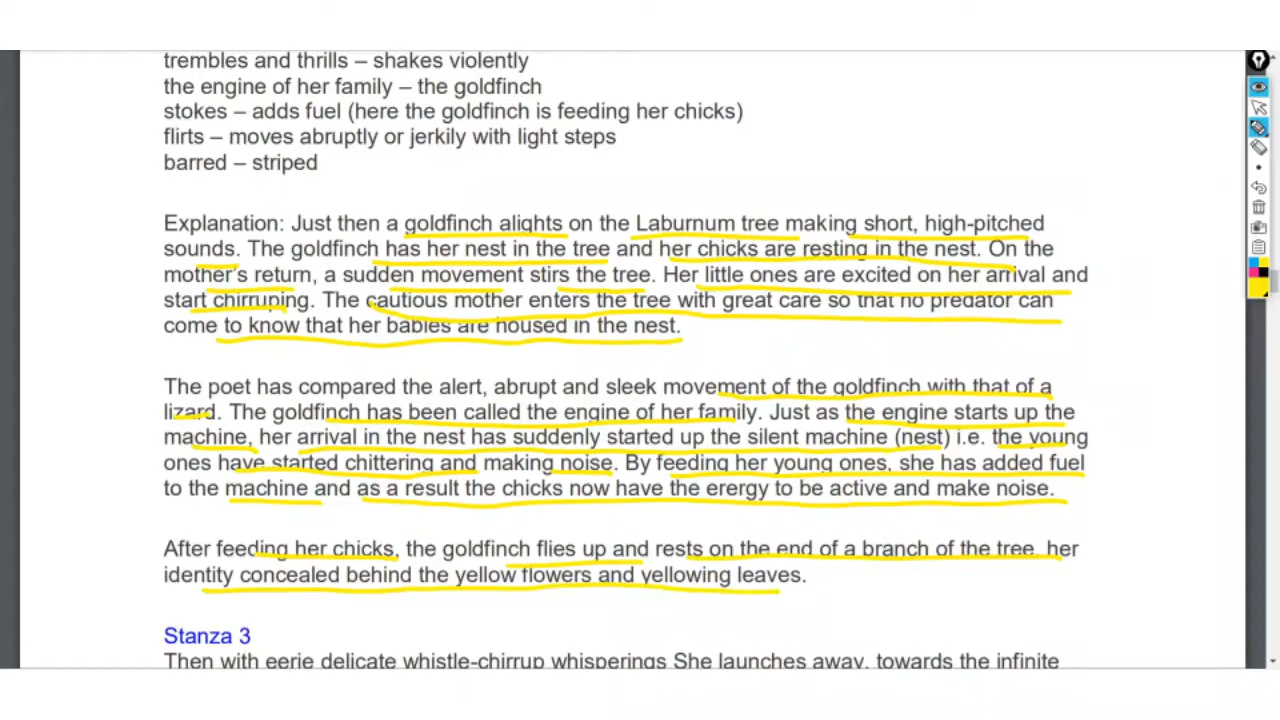 trembles and thrills – shakes violently
the engine of her family – the goldfinch
stokes – adds fuel (here the goldfinch is feeding her chicks)
flirts – moves abruptly or jerkily with light steps
barred – striped
Explanation: Just then a goldfinch alights on the Laburnum tree making short, high-pitched
sounds. The goldfinch has her nest in the tree and her chicks are resting in the nest. On the
mother's return, a sudden movement stirs the tree. Her little ones are excited on her arrival and
start chirruping. The cautious mother enters the tree with great care so that no predator can
come to know that her babies are housed in the nest.
The poet has compared the alert, abrupt and sleek movement of the goldfinch with that of a
lizard. The goldfinch has been called the engine of her family. Just as the engine starts up the
machine, her arrival in the nest has suddenly started up the silent machine (nest) i.e. the young
ones have started chittering and making noise. By feeding her young ones, she has added fuel
to the machine and as a result the chicks now have the erergy to be active and make noise.
After feeding her chicks, the goldfinch flies up and rests on the end of a branch of the tree, her
identity concealed behind the yellow flowers and yellowing leaves.
Stanza 3
Then with eerie delicate whistle-chirrup whisperings She launches away, towards the infinite